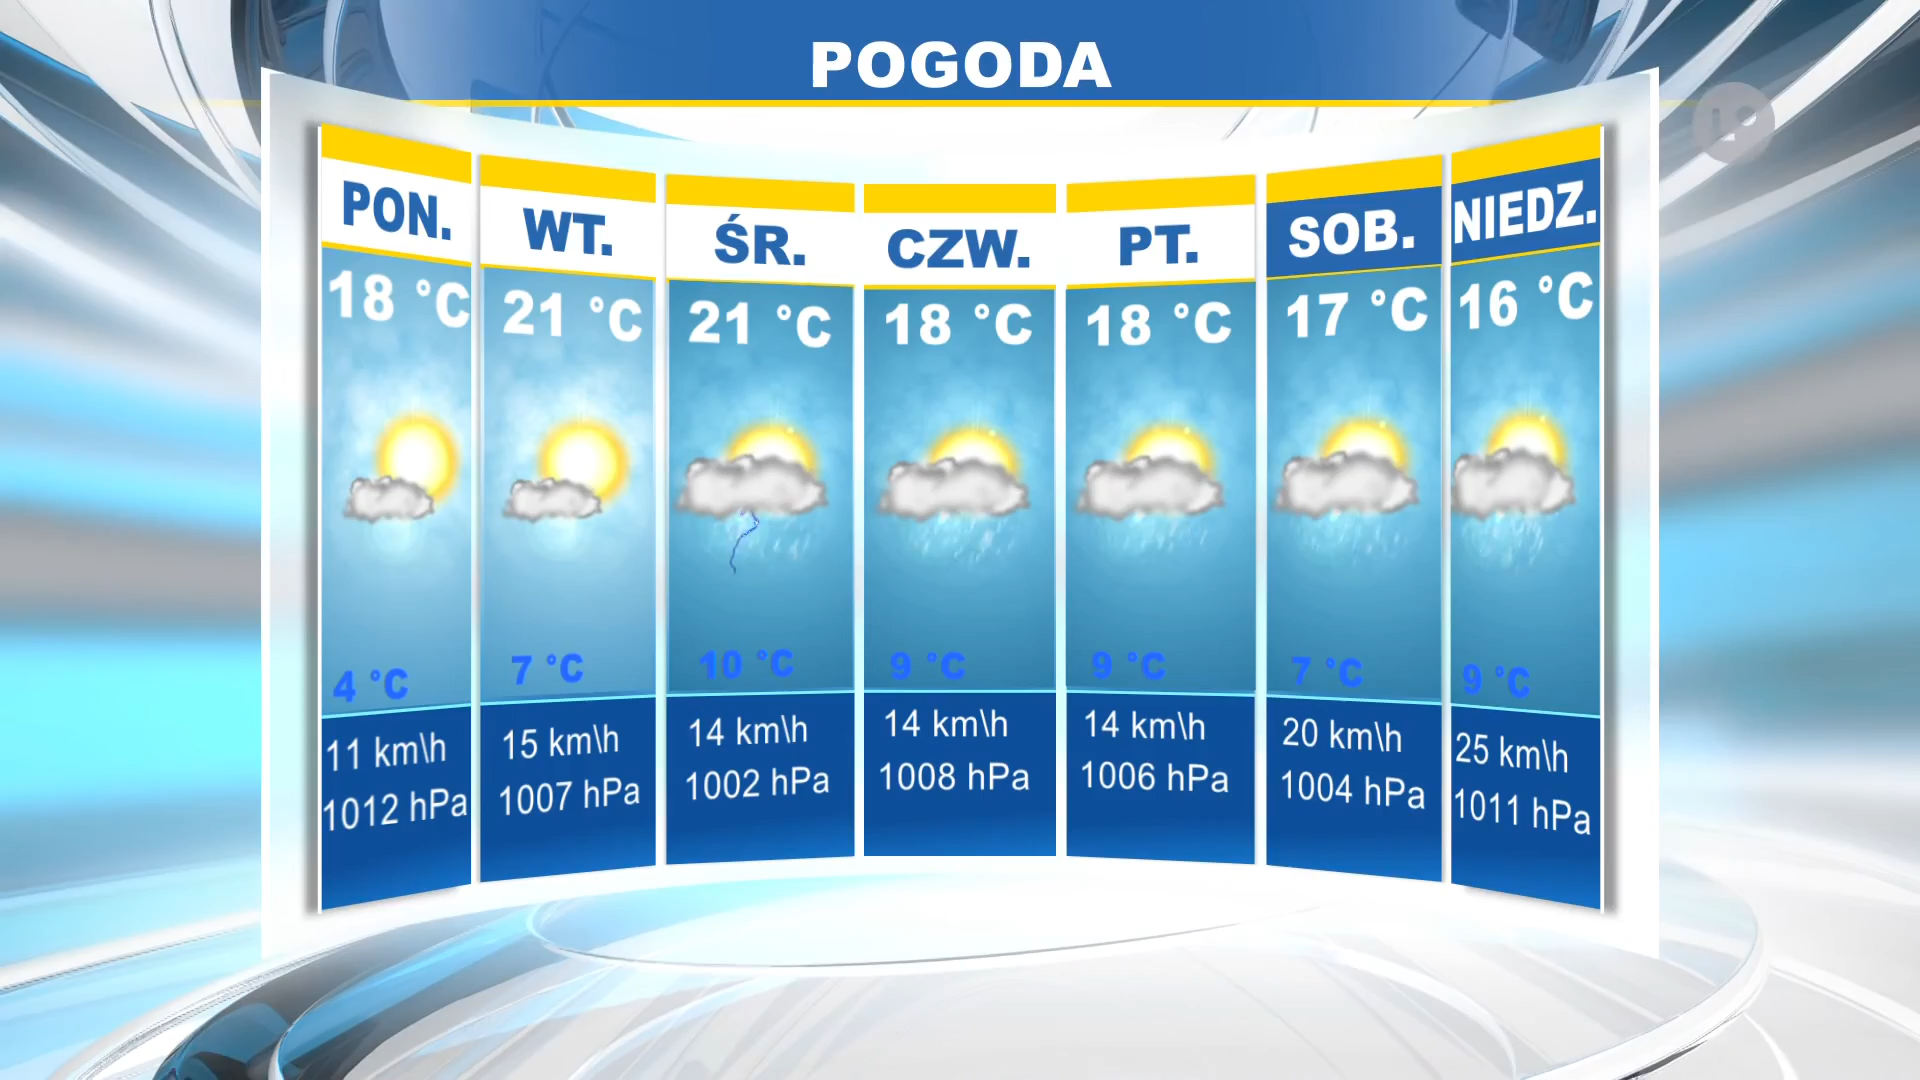 POGODA
PON.
18 °C
4 °C
11 km\h
1012 hPa
WT.
21 °C
7 °C
15 km\h
1007 hPa
ŚR.
21 °C
10 °C
14 km\h
1002 hPa
CZW.
18 °C
9 °C
14 km\h
1008 hPa
PT.
18 °C
9 °C
14 km\h
1006 hPa
SOB.
17 °C
7 °C
20 km\h
1004 hPa
NIEDZ.
16 °C
9 °C
25 km\h
1011 hPa